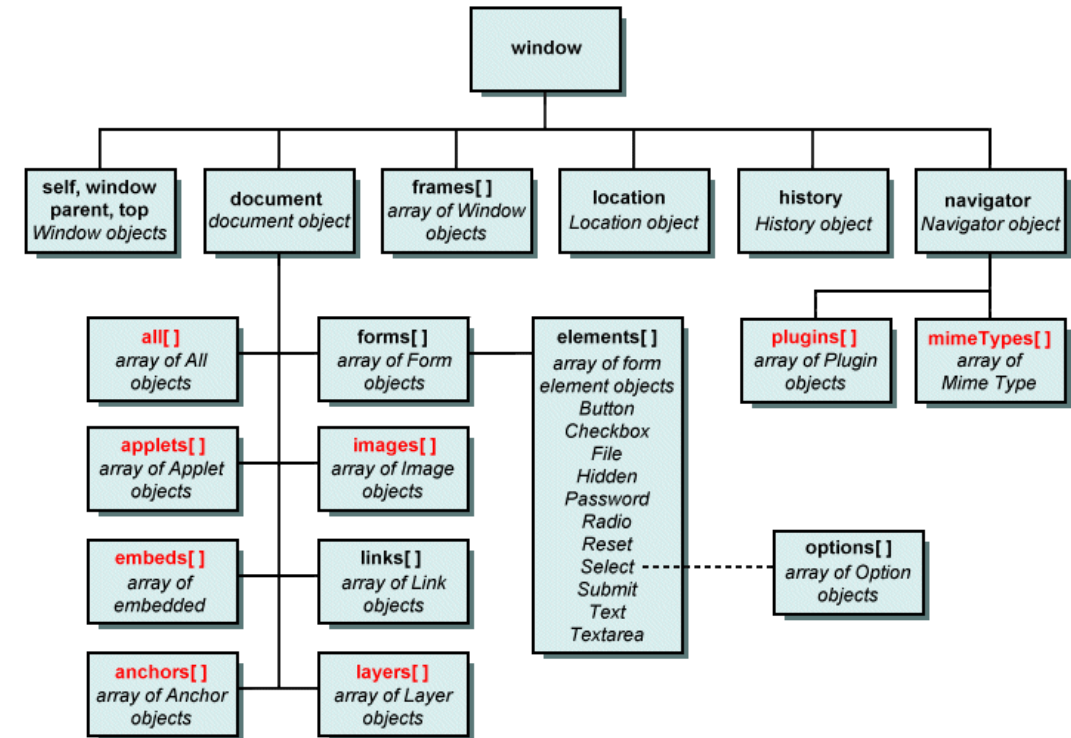 window
self, window
parent, top
Window objects
document
document object
frames[ ]
array of Window
objects
location
Location object
history
History object
navigator
Navigator object
all[ ]
array of All
objects
forms[ ]
array of Form
objects
elements[ ]
array of form
element objects
Button
Checkbox
File
Hidden
Password
Radio
Reset
Select
Submit
Text
Textarea
plugins[ ]
array of Plugin
objects
mimeTypes[ ]
array of
Mime Type
applets[ ]
array of Applet
objects
images[ ]
array of Image
objects
embeds[ ]
array of
embedded
links[ ]
array of Link
objects
options[ ]
array of Option
objects
anchors[ ]
array of Anchor
objects
layers[ ]
array of Layer
objects